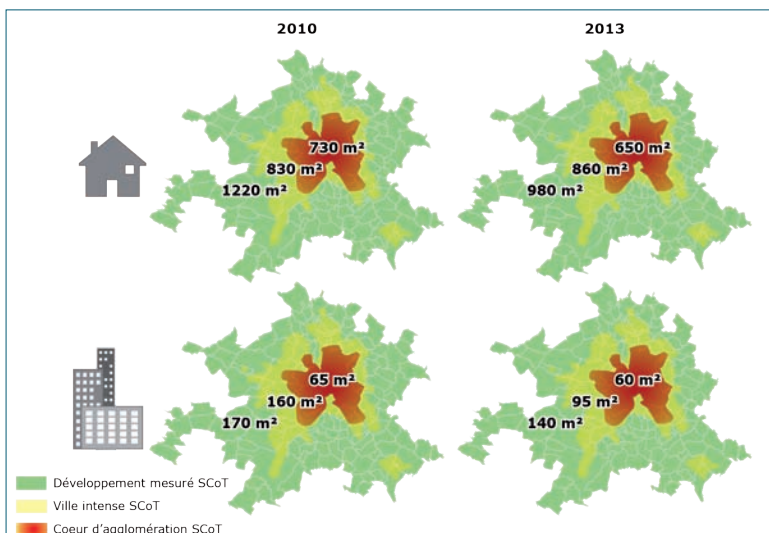 2010
2013
730 m²
830 m²
1220 m²
650 m²
860 m²
980 m²
65 m²
160 m²
170 m²
60 m²
95 m²
140 m²
Développement mesuré SCoT
Ville intense SCoT
Coeur d'agglomération SCoT